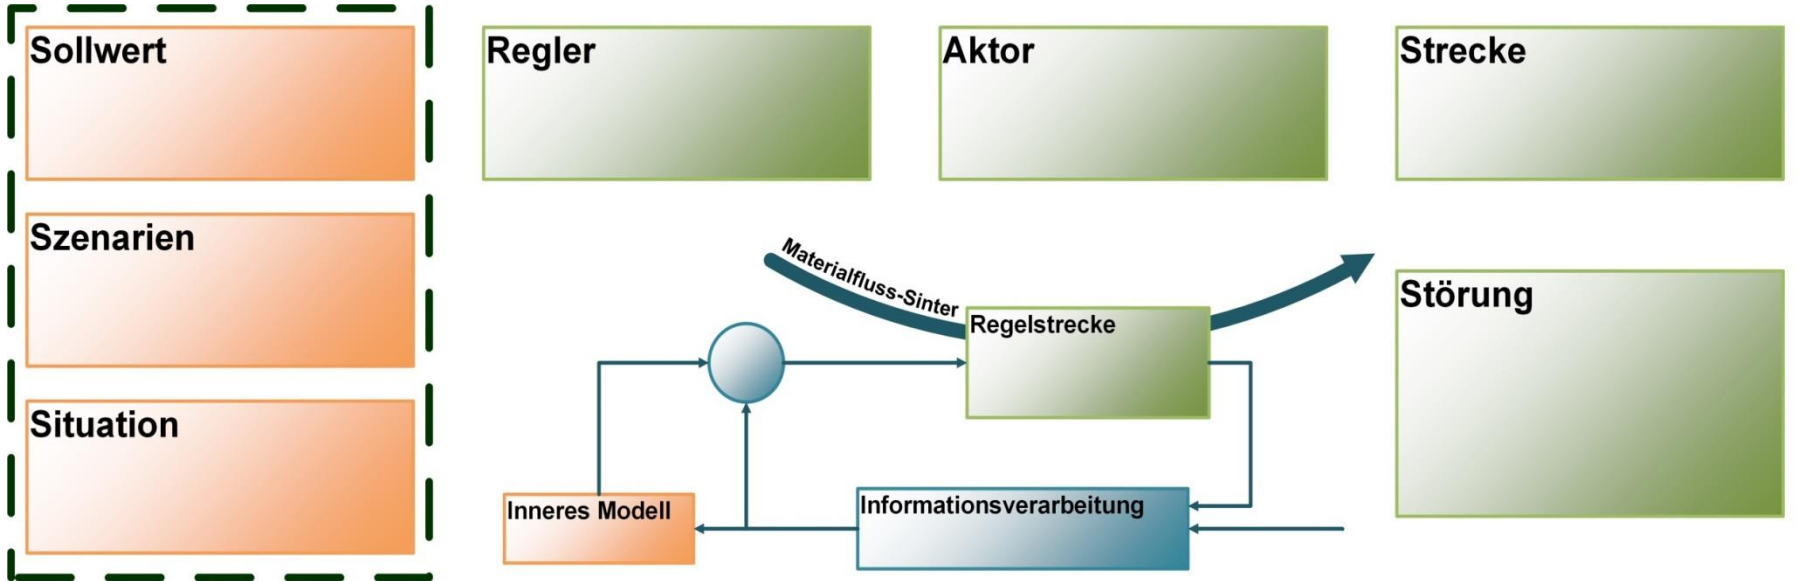 Sollwert
Regler
Aktor
Strecke
Szenarien
Materialfluss-Sinter
Störung
Regelstrecke
Situation
Inneres Modell
Informationsverarbeitung